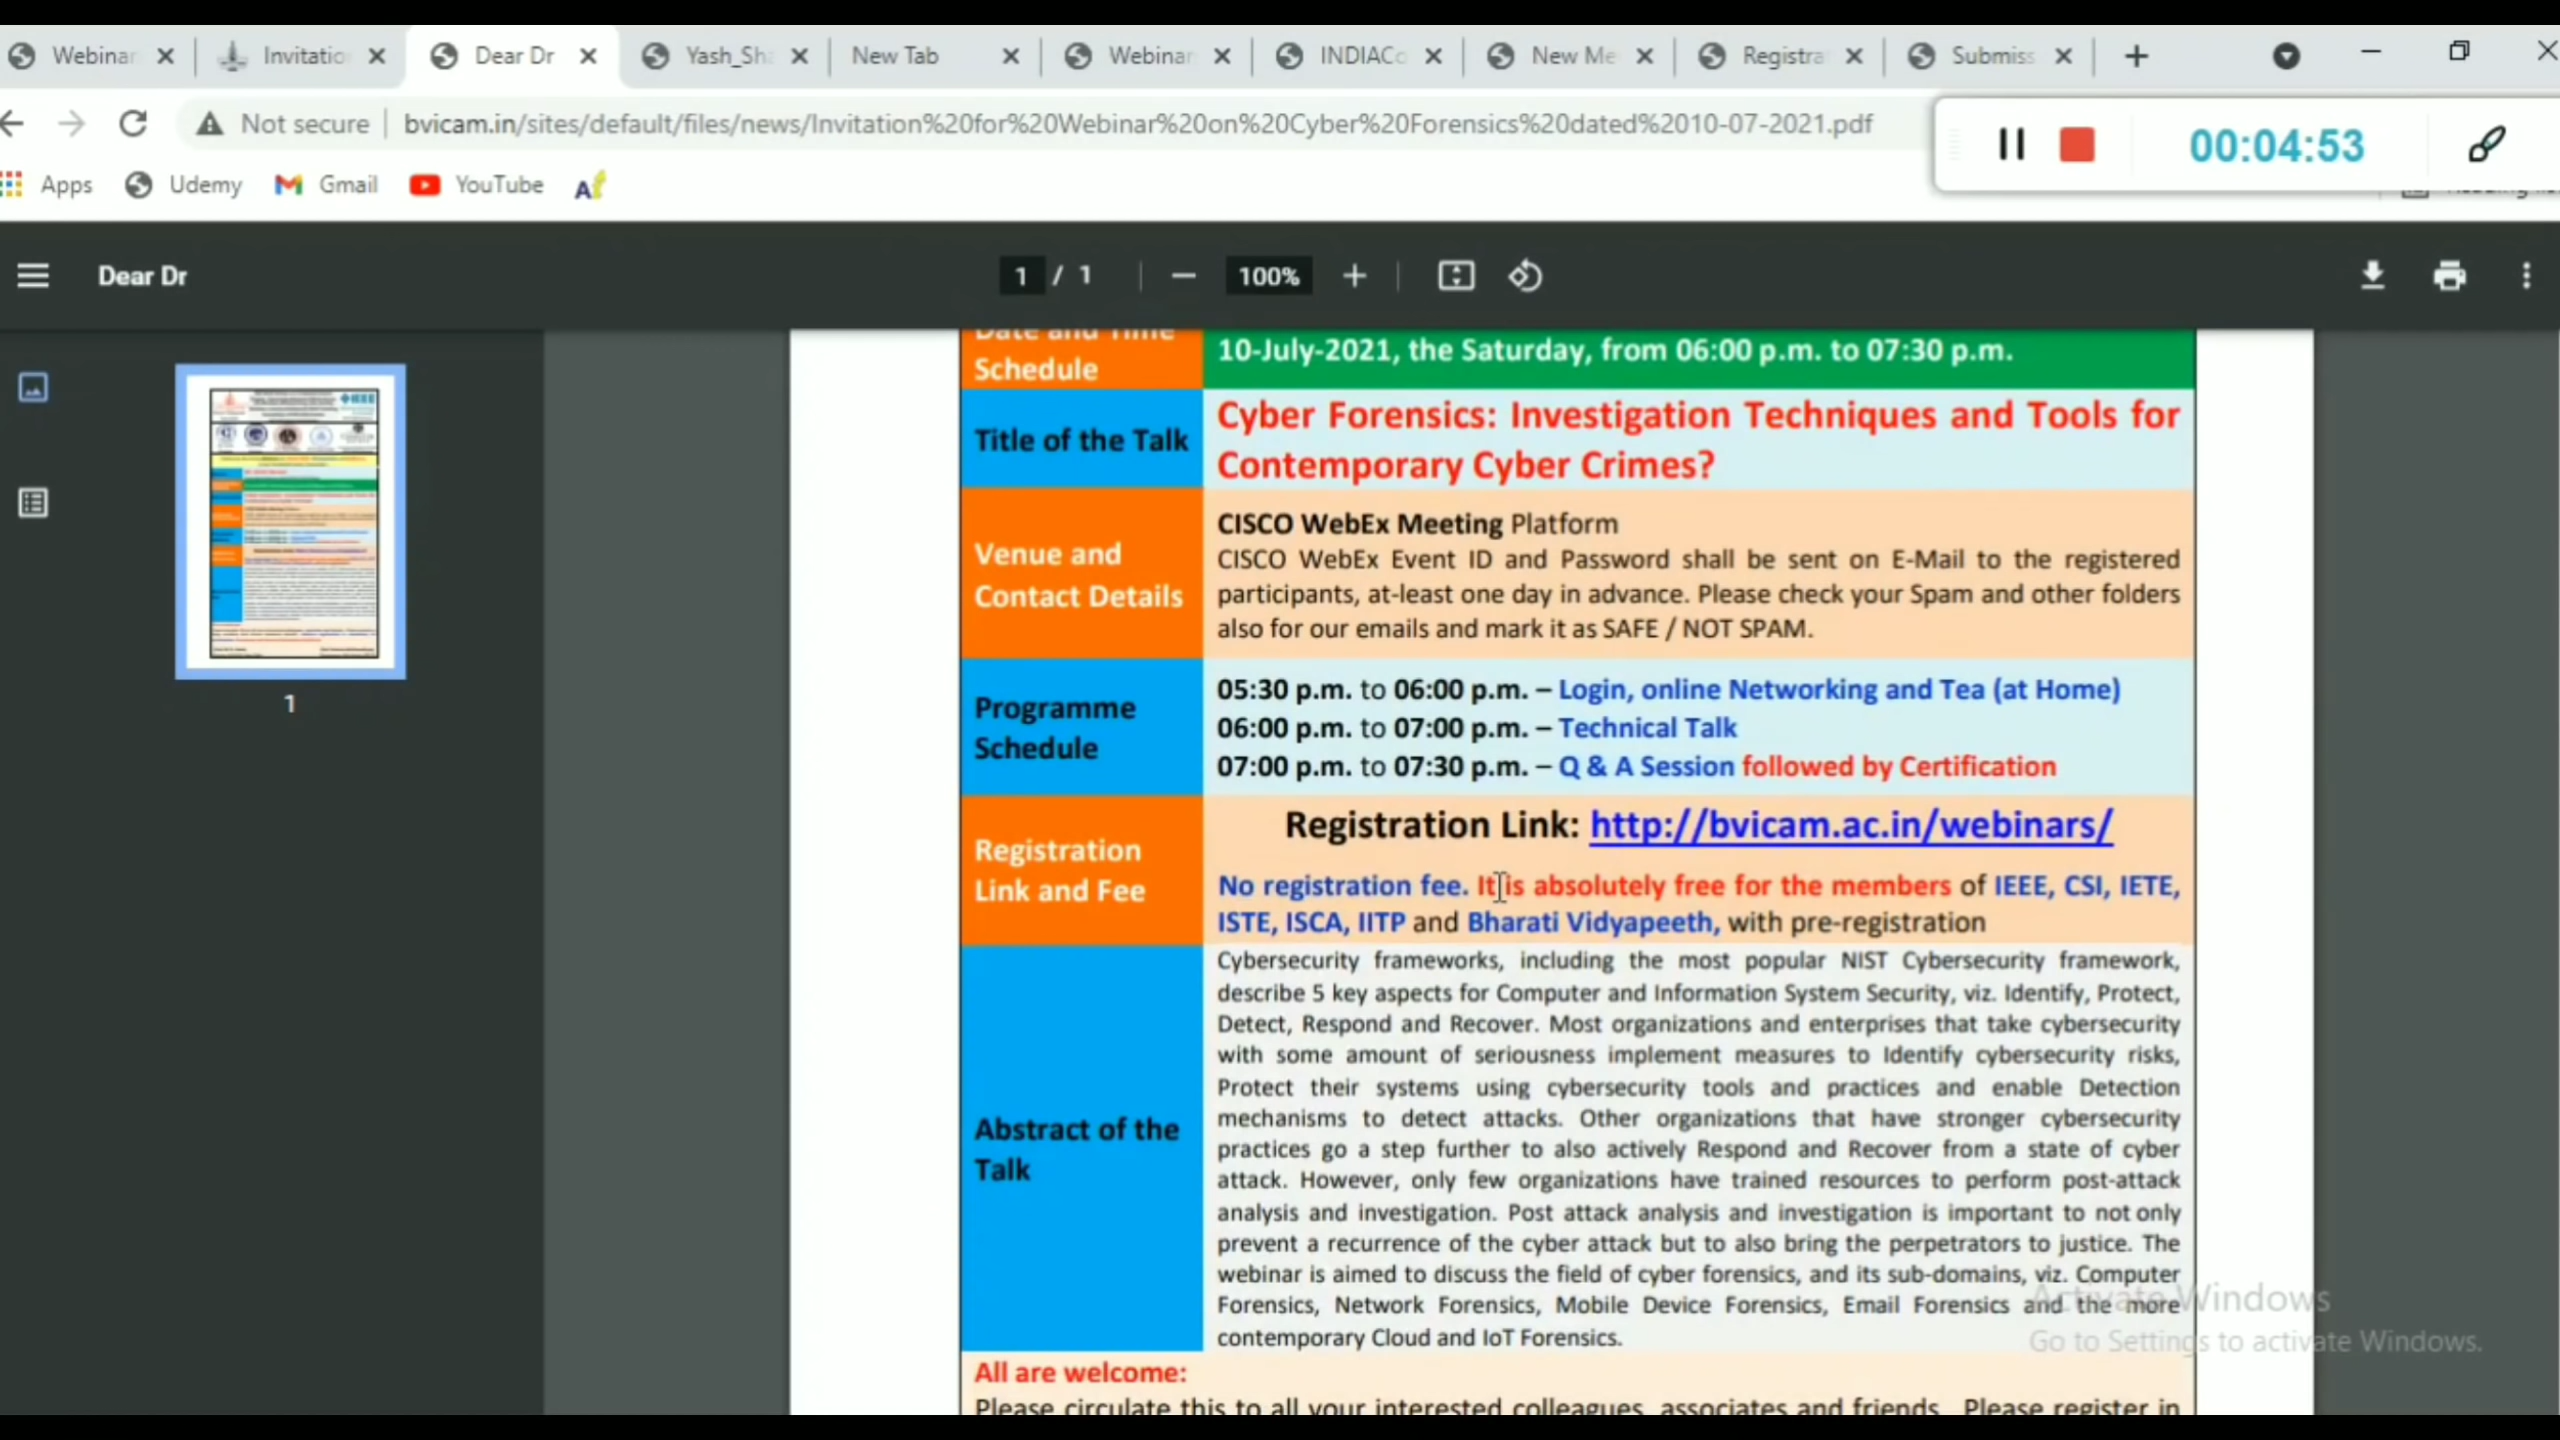 Webinar
Invitatio
Dear Dr
Yash_Sha
New Tab
Webinar
INDIACo
New Me
Registra
Submiss
Not secure
bvicam.in/sites/default/files/news/Invitation%20for%20Webinar%20on%20Cyber%20Forensics%20dated%2010-07-2021.pdf
00:04:53
Apps
Udemy
Gmail
YouTube
Dear Dr
1 / 1
100%
1
Date and Time
Schedule
10-July-2021, the Saturday, from 06:00 p.m. to 07:30 p.m.
Title of the Talk
Cyber Forensics: Investigation Techniques and Tools for
Contemporary Cyber Crimes?
Venue and
Contact Details
CISCO WebEx Meeting Platform
CISCO WebEx Event ID and Password shall be sent on E-Mail to the registered
participants, at-least one day in advance. Please check your Spam and other folders
also for our emails and mark it as SAFE / NOT SPAM.
Programme
Schedule
05:30 p.m. to 06:00 p.m. – Login, online Networking and Tea (at Home)
06:00 p.m. to 07:00 p.m. – Technical Talk
07:00 p.m. to 07:30 p.m. – Q & A Session followed by Certification
Registration
Link and Fee
Registration Link: http://bvicam.ac.in/webinars/
No registration fee. It is absolutely free for the members of IEEE, CSI, IETE,
ISTE, ISCA, IITP and Bharati Vidyapeeth, with pre-registration
Abstract of the
Talk
Cybersecurity frameworks, including the most popular NIST Cybersecurity framework,
describe 5 key aspects for Computer and Information System Security, viz. Identify, Protect,
Detect, Respond and Recover. Most organizations and enterprises that take cybersecurity
with some amount of seriousness implement measures to Identify cybersecurity risks,
Protect their systems using cybersecurity tools and practices and enable Detection
mechanisms to detect attacks. Other organizations that have stronger cybersecurity
practices go a step further to also actively Respond and Recover from a state of cyber
attack. However, only few organizations have trained resources to perform post-attack
analysis and investigation. Post attack analysis and investigation is important to not only
prevent a recurrence of the cyber attack but to also bring the perpetrators to justice. The
webinar is aimed to discuss the field of cyber forensics, and its sub-domains, viz. Computer
Forensics, Network Forensics, Mobile Device Forensics, Email Forensics and the more
contemporary Cloud and IoT Forensics.
Activate Windows
Go to Settings to activate Windows.
All are welcome:
Please circulate this to all your interested colleagues, associates and friends. Please register in